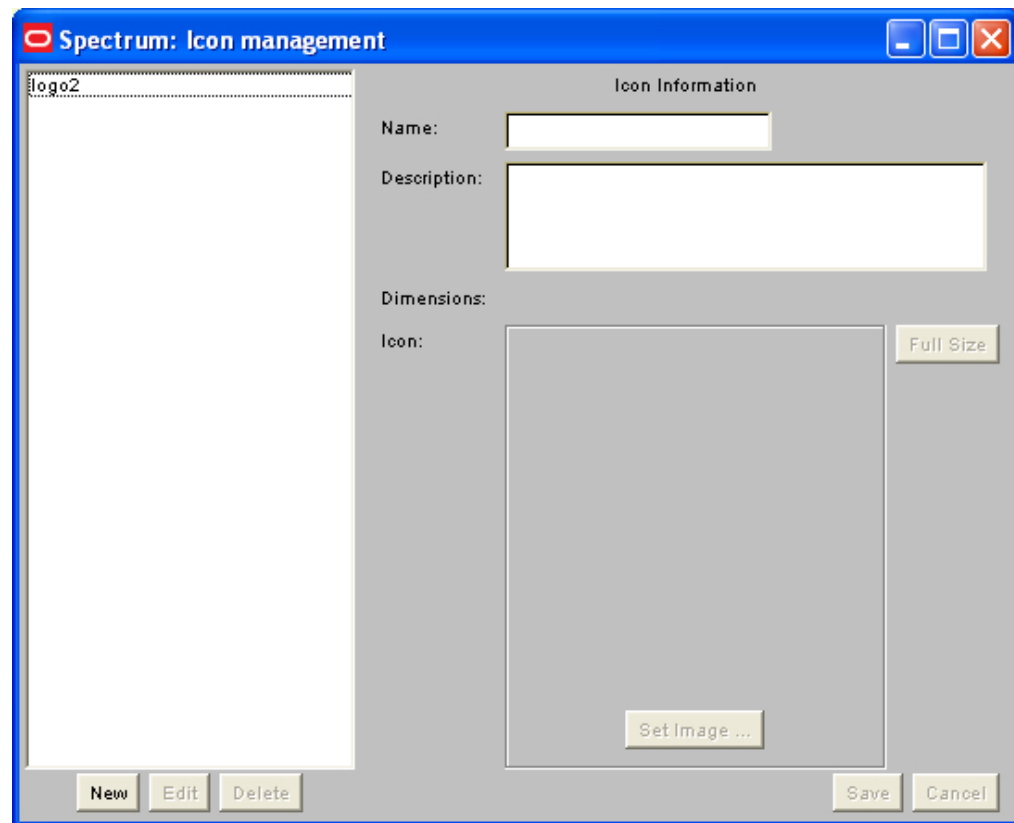 Spectrum: Icon management
logo2
Icon Information
Name:
Description:
Dimensions:
Icon:
Full Size
Set Image ...
New Edit Delete
Save Cancel